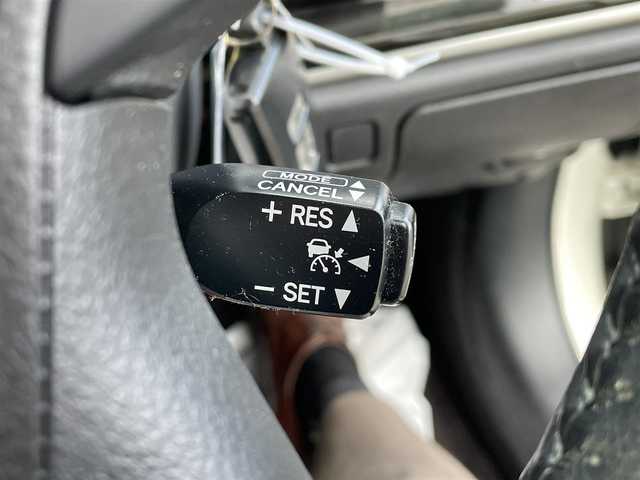 MODE
CANCEL
+ RES
- SET